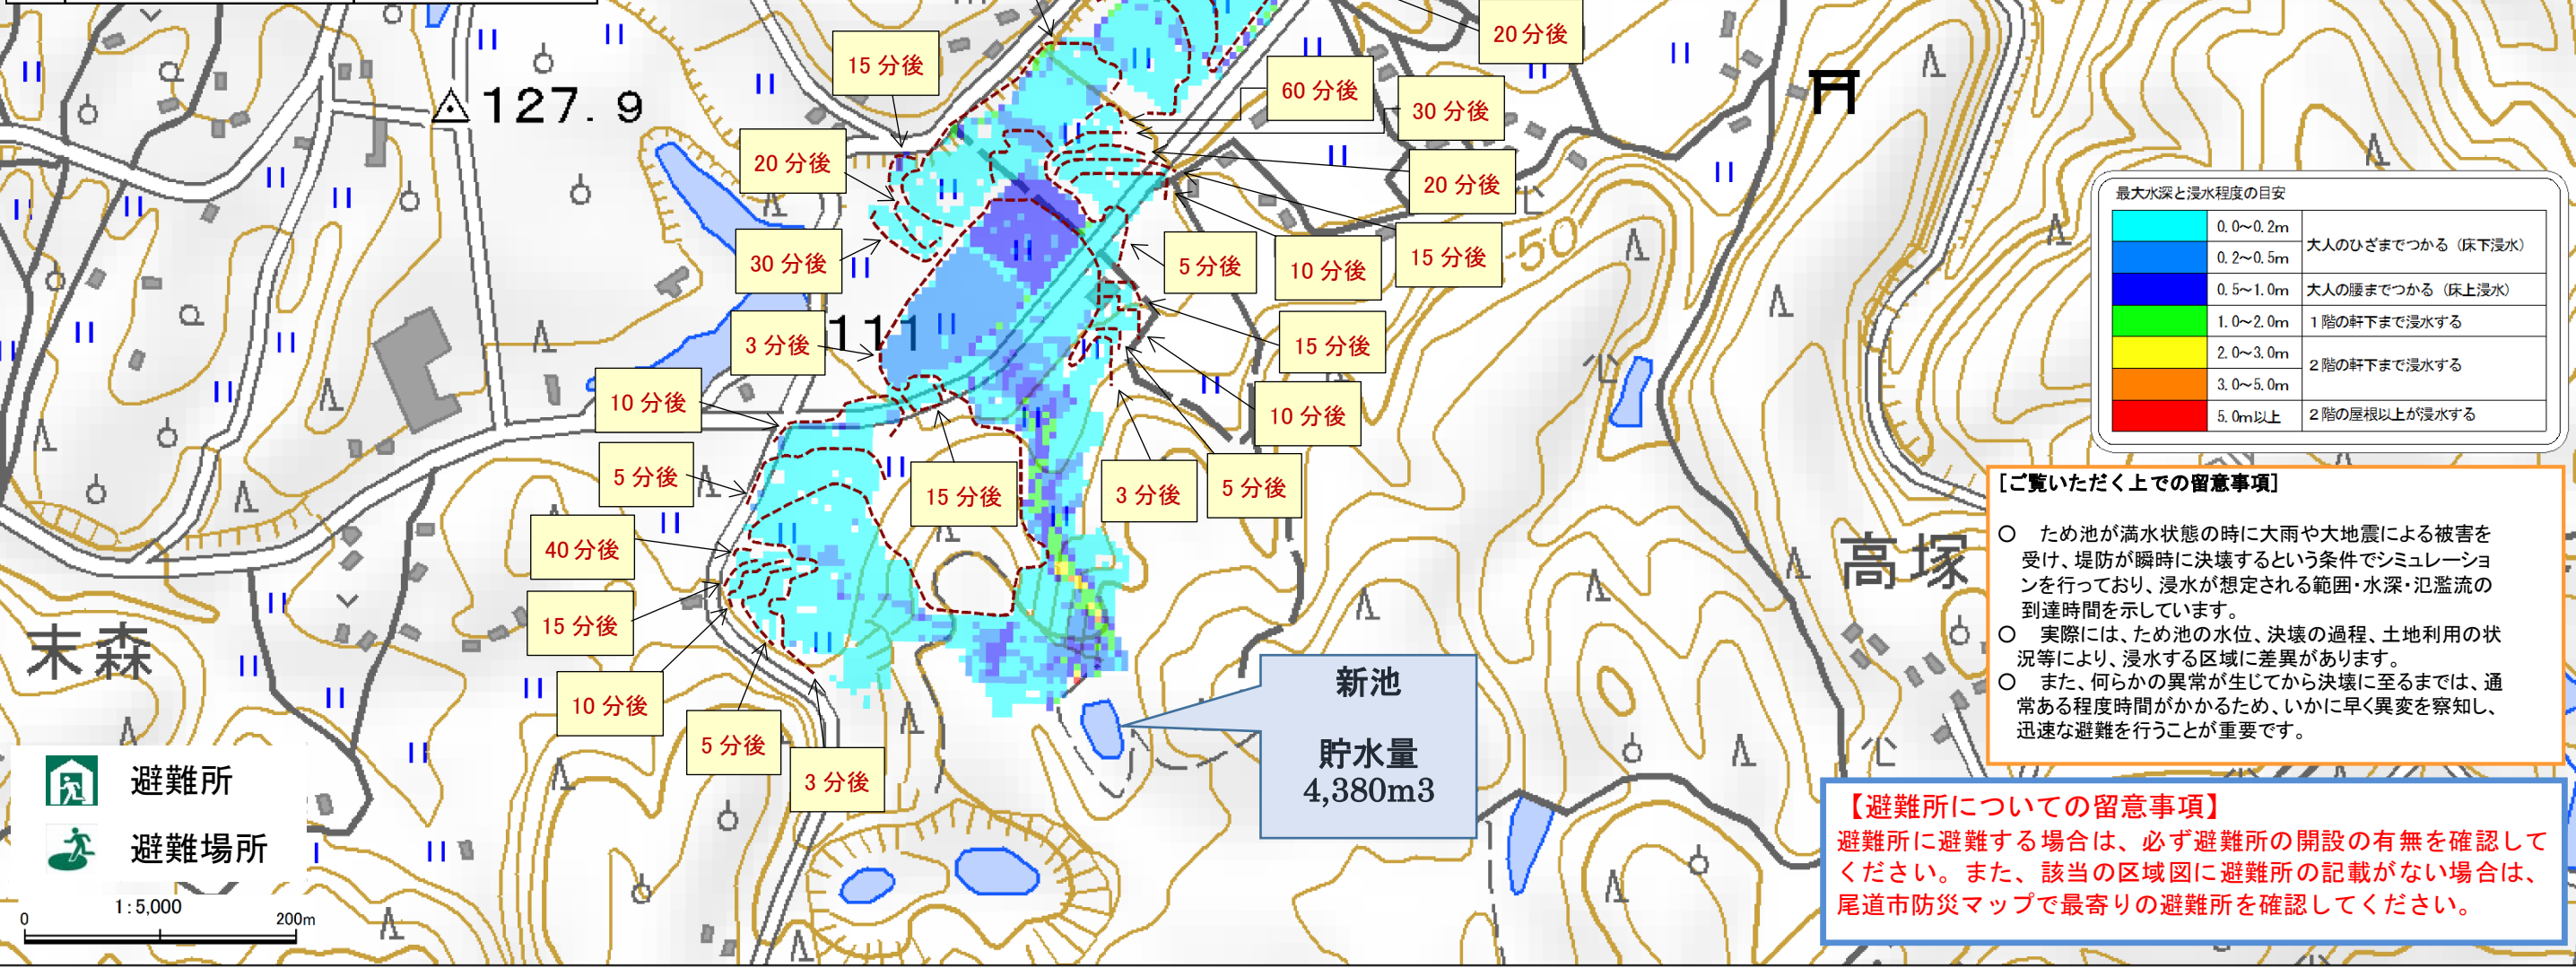 20分後
15分後
127.9
60分後
30分後
20分後
20分後
最大水深と浸水程度の目安
0.0～0.2m
大人のひざまでつかる（床下浸水）
0.2～0.5m
0.5～1.0m 大人の腰までつかる（床上浸水）
1.0～2.0m 1階の軒下まで浸水する
2.0～3.0m
2階の軒下まで浸水する
3.0～5.0m
5.0m以上 2階の屋根以上が浸水する
30分後
5分後
10分後
15分後
50
3分後
111
15分後
10分後
10分後
5分後
15分後
3分後
5分後
40分後
15分後
10分後
5分後
3分後
末森
高塚
[ご覧いただく上での留意事項]
○ ため池が満水状態の時に大雨や大地震による被害を
受け、堤防が瞬時に決壊するという条件でシミュレーショ
ンを行っており、浸水が想定される範囲・水深・氾濫流の
到達時間を示しています。
○ 実際には、ため池の水位、決壊の過程、土地利用の状
況等により、浸水する区域に差異があります。
○ また、何らかの異常が生じてから決壊に至るまでは、通
常ある程度時間がかかるため、いかに早く異変を察知し、
迅速な避難を行うことが重要です。
新池
貯水量
4,380m3
避難所
避難場所
1:5,000
0 200m
【避難所についての留意事項】
避難所に避難する場合は、必ず避難所の開設の有無を確認して
ください。また、該当の区域図に避難所の記載がない場合は、
尾道市防災マップで最寄りの避難所を確認してください。